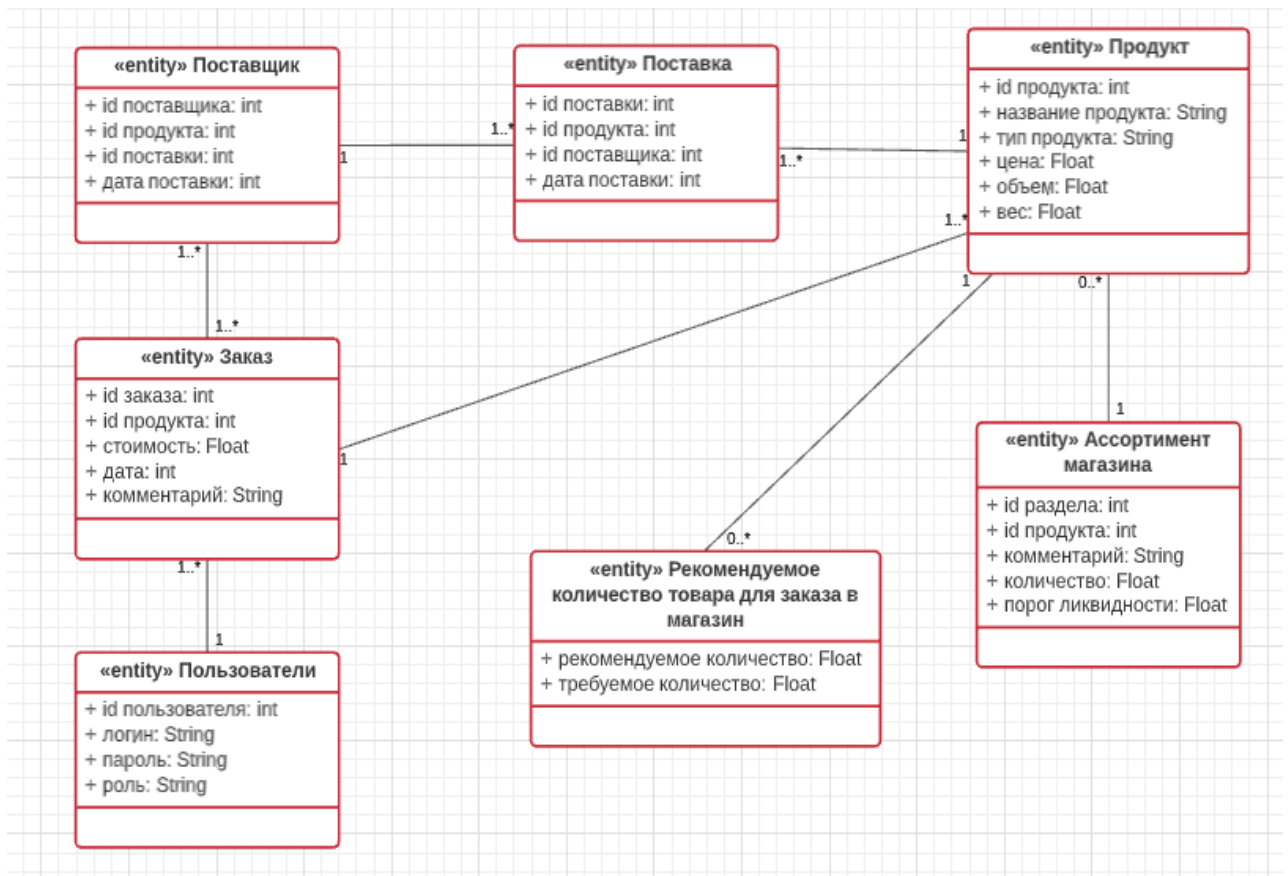 «entity» Поставщик
+ id поставщика: int
+ id продукта: int
+ id поставки: int
+ дата поставки: int
1
1..*
1..*
«entity» Поставка
+ id поставки: int
+ id продукта: int
+ id поставщика: int
+ дата поставки: int
1..*
1
«entity» Продукт
+ id продукта: int
+ название продукта: String
+ тип продукта: String
+ цена: Float
+ объем: Float
+ вес: Float
1..*
1
0..*
1..*
«entity» Заказ
+ id заказа: int
+ id продукта: int
+ стоимость: Float
+ дата: int
+ комментарий: String
1
1..*
1
«entity» Пользователи
+ id пользователя: int
+ логин: String
+ пароль: String
+ роль: String
0..*
«entity» Рекомендуемое
количество товара для заказа в
магазин
+ рекомендуемое количество: Float
+ требуемое количество: Float
1
«entity» Ассортимент
магазина
+ id раздела: int
+ id продукта: int
+ комментарий: String
+ количество: Float
+ порог ликвидности: Float